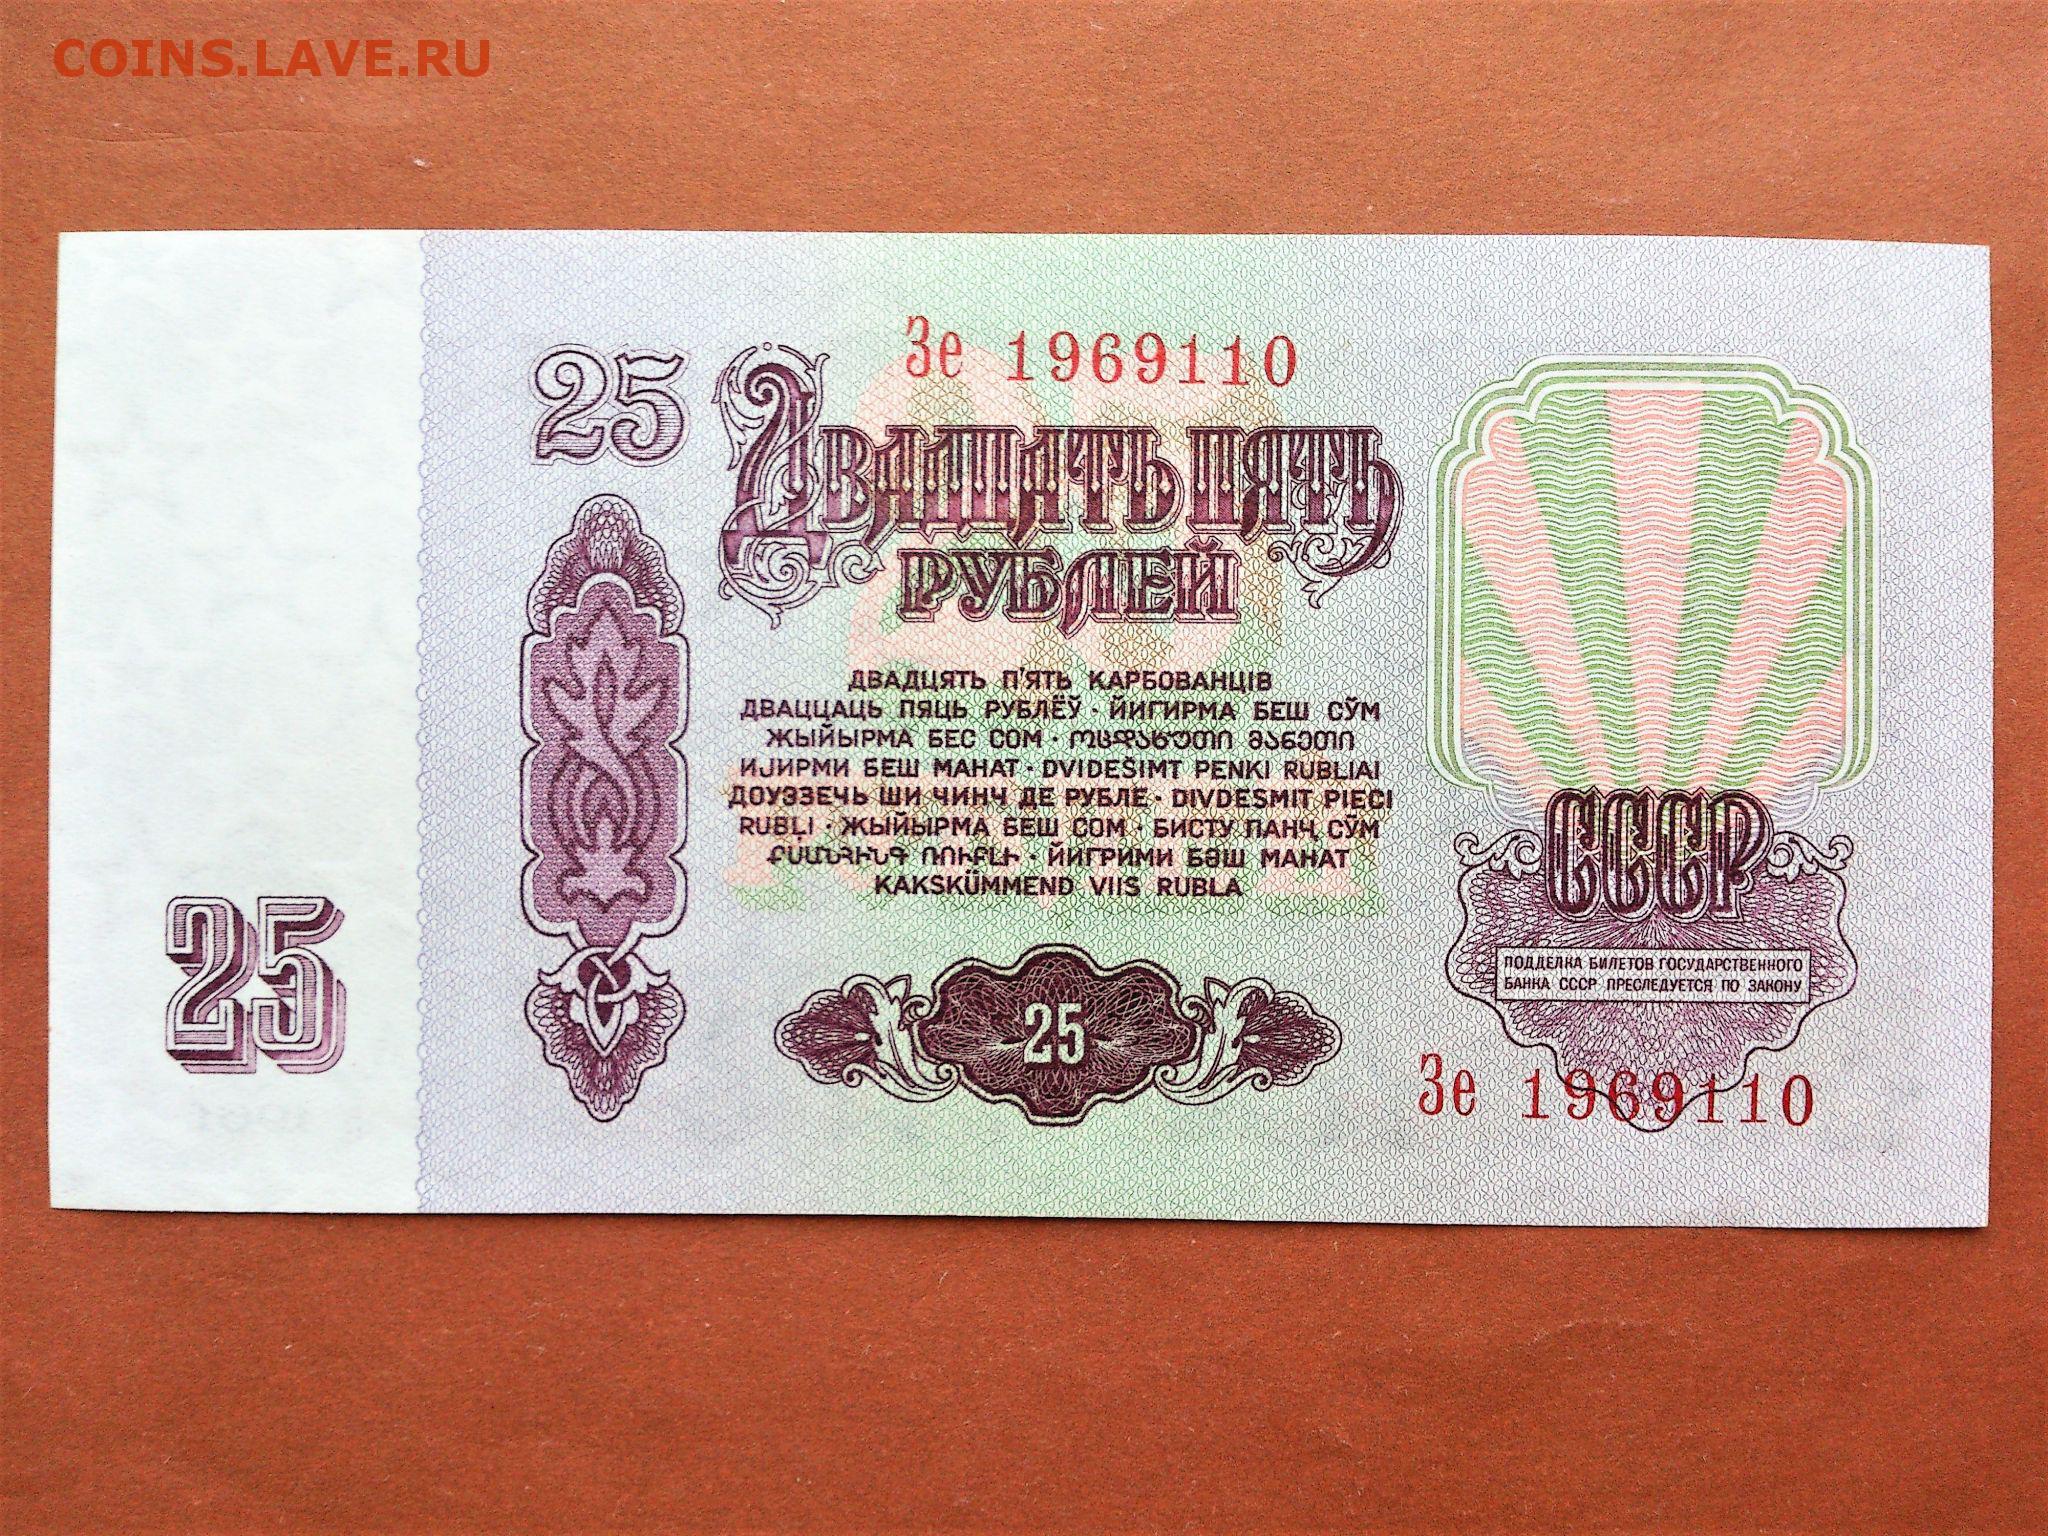 COINS.LAVE.RU
Зе 1969110
25
ДВАДЦАТЬ ПЯТЬ
РУБЛЕЙ
ДВАДЦЯТЬ П'ЯТЬ КАРБОВАНЦІВ
ДВАЦЦАЦЬ ПЯЦЬ РУБЛЁЎ · ЙИГИРМА БЕШ СЎМ
ЖЫЙЫРМА БЕС СОМ · ოცდახუთი მანეთი
ИЈИРМИ БЕШ МАНАТ · DVIDEŠIMT PENKI RUBLIAI
ДОУЭЗЕЧЬ ШИ ЧИНЧ ДЕ РУБЛЕ · DIVDESMIT PIECI
RUBĻI · ЖЫЙЫРМА БЕШ СОМ · БИСТУ ПАНҶ СӮМ
ՔՍԱՆՀԻՆԳ ՌՈՒԲԼԻ · ЙИГРИМИ БӘШ МАНАТ
KAKSKÜMMEND VIIS RUBLA
СССР
ПОДДЕЛКА БИЛЕТОВ ГОСУДАРСТВЕННОГО
БАНКА СССР ПРЕСЛЕДУЕТСЯ ПО ЗАКОНУ
25
25
Зе 1969110